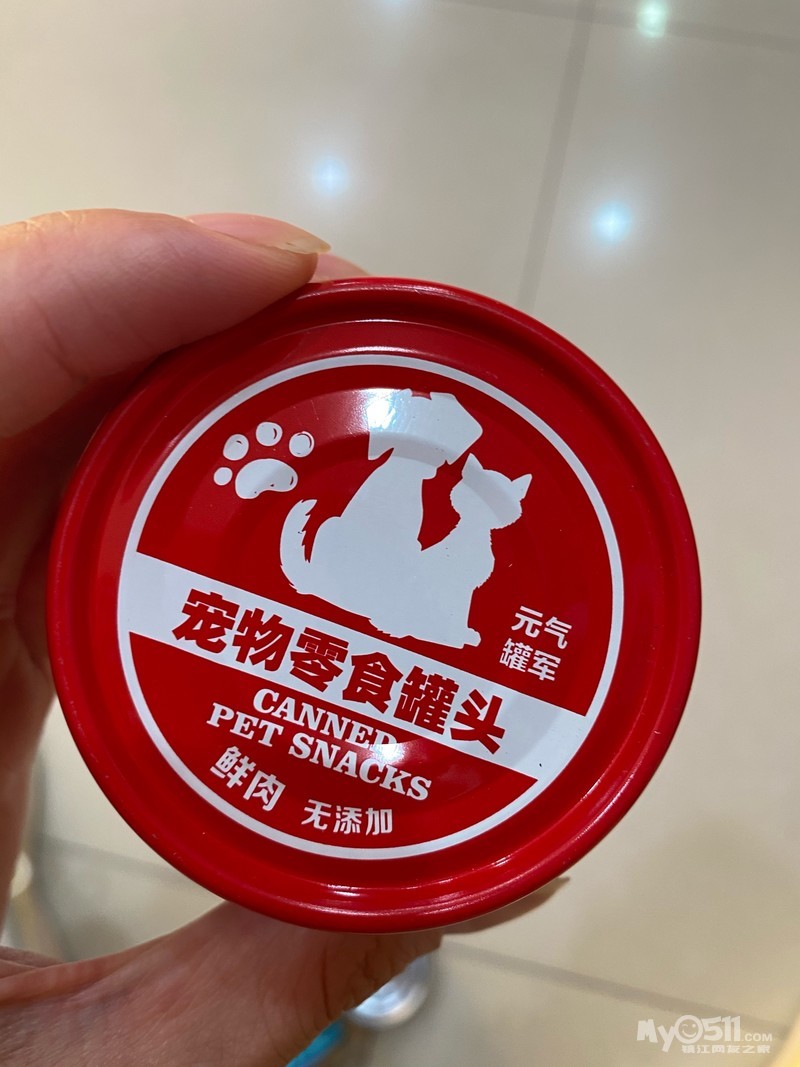 元气
罐军
宠物零食罐头
CANNED
PET SNACKS
鲜肉 无添加
MyO511.COM
镇江网友之家